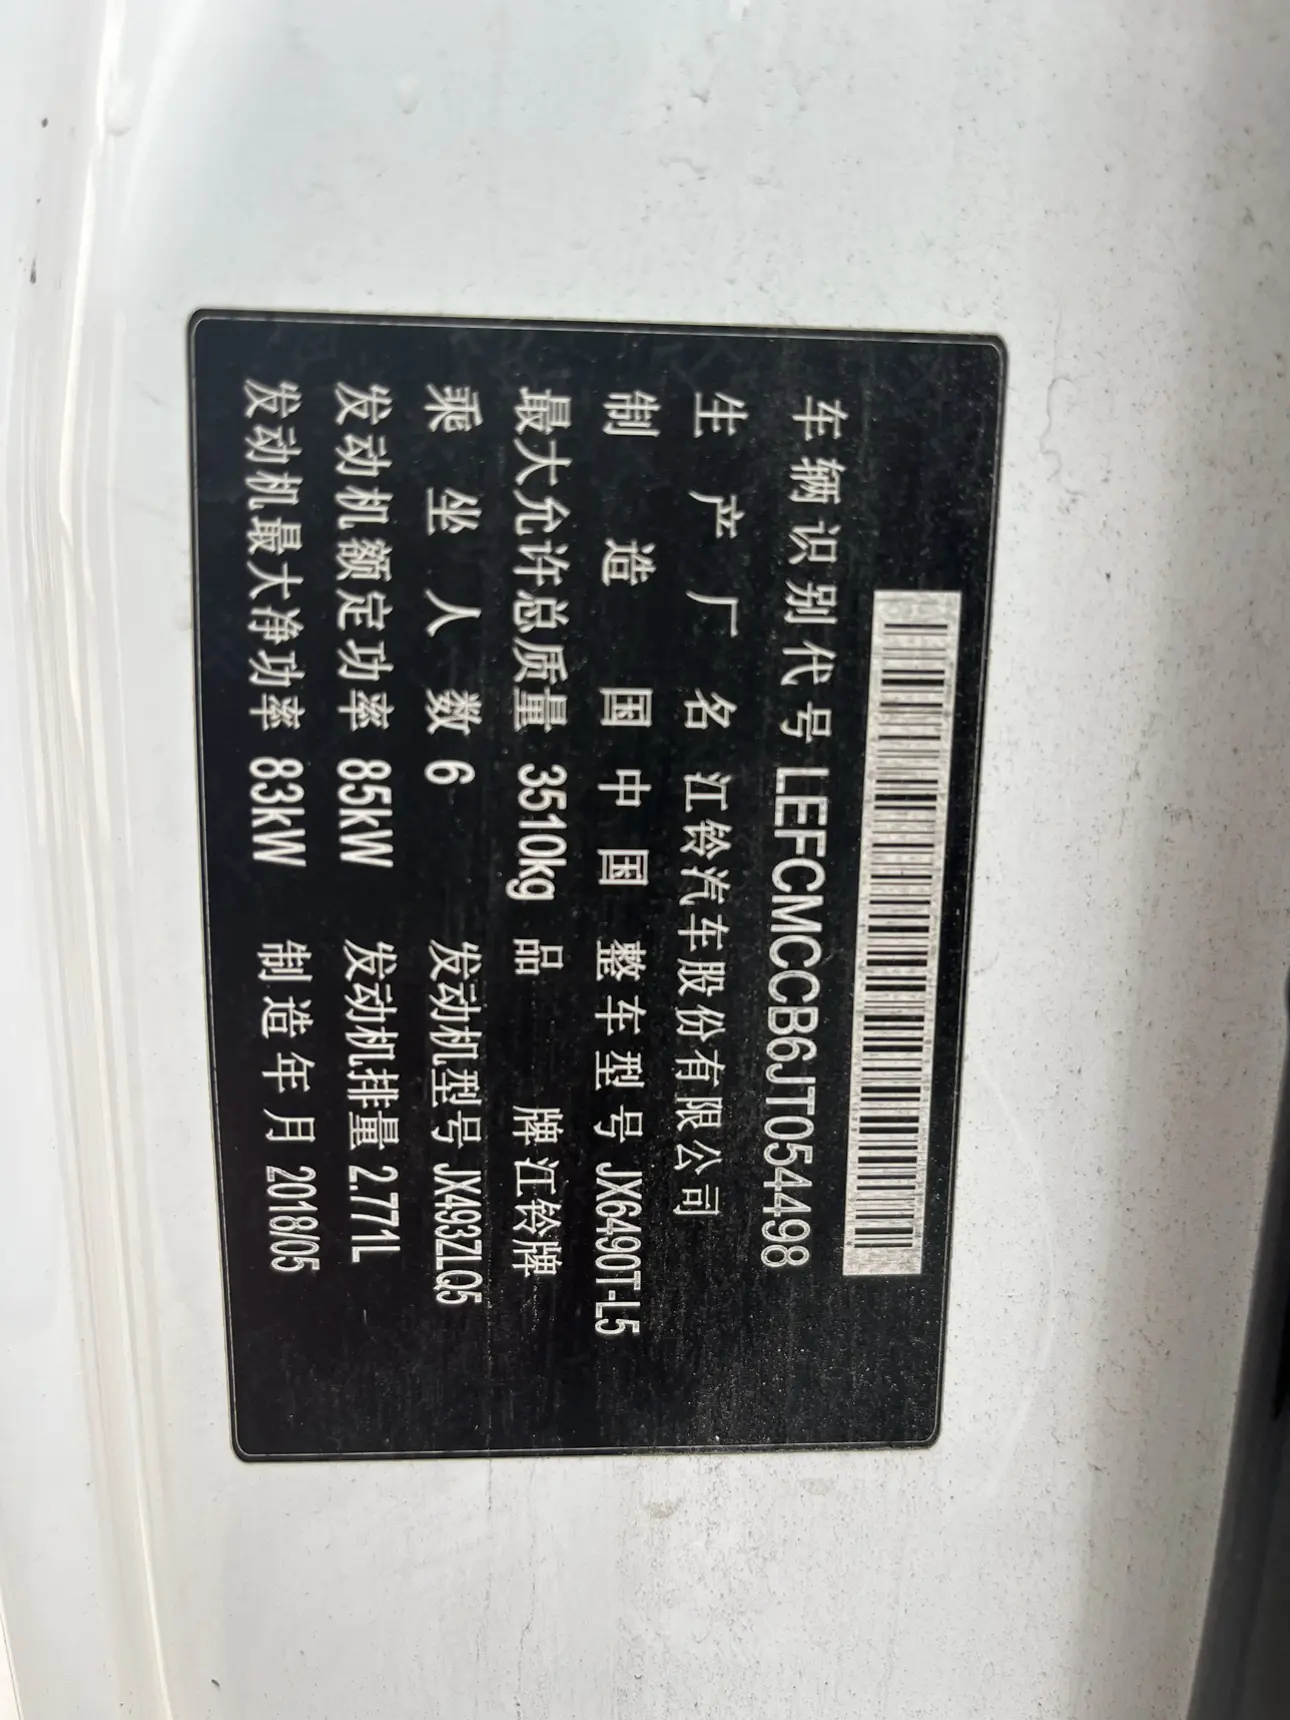 车辆识别代号 LEFCMCCB6JT054498
生产厂名 江铃汽车股份有限公司
制造国 中国 整车型号 JX6490T-L5
最大允许总质量 3510kg 品牌 江铃牌
乘坐人数 6 发动机型号 JX493ZLQ5
发动机额定功率 85kW 发动机排量 2.771L
发动机最大净功率 83kW 制造年月 2018/05